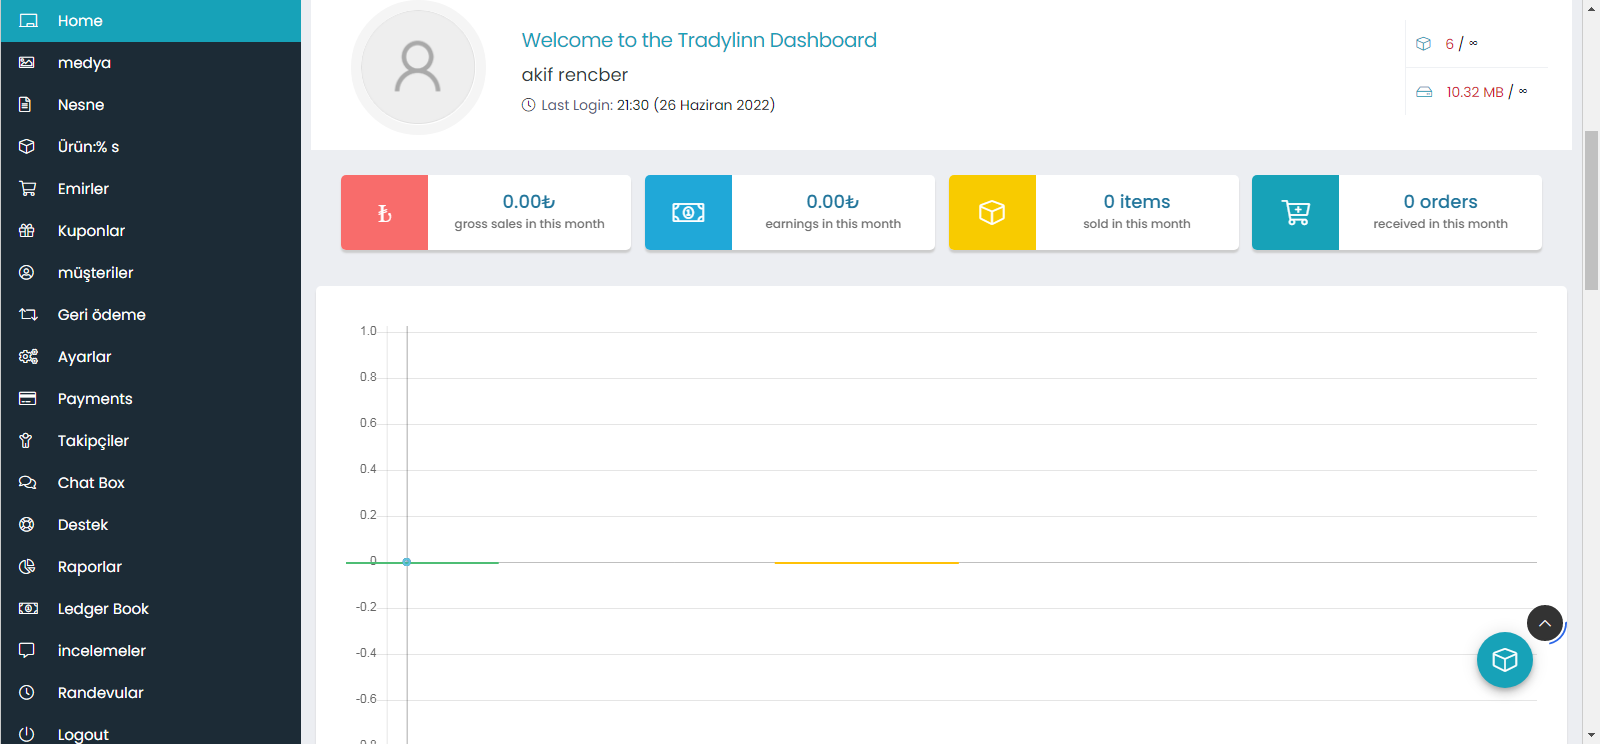 Home
medya
Nesne
Ürün:% s
Emirler
Kuponlar
müşteriler
Geri ödeme
Ayarlar
Payments
Takipçiler
Chat Box
Destek
Raporlar
Ledger Book
incelemeler
Randevular
Logout
Welcome to the Tradylinn Dashboard
akif rencber
Last Login: 21:30 (26 Haziran 2022)
6 / ∞
10.32 MB / ∞
0.00₺
gross sales in this month
0.00₺
earnings in this month
0 items
sold in this month
0 orders
received in this month
1.0
0.8
0.6
0.4
0.2
0
-0.2
-0.4
-0.6
-0.8